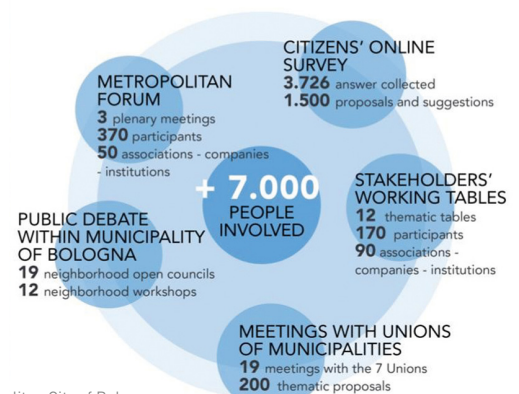 CITIZENS' ONLINE
SURVEY
3.726 answer collected
1.500 proposals and suggestions
METROPOLITAN
FORUM
3 plenary meetings
370 participants
50 associations - companies
- institutions
+ 7.000
PEOPLE
INVOLVED
STAKEHOLDERS'
WORKING TABLES
12 thematic tables
170 participants
90 associations -
companies - institutions
PUBLIC DEBATE
WITHIN MUNICIPALITY
OF BOLOGNA
19 neighborhood open councils
12 neighborhood workshops
MEETINGS WITH UNIONS
OF MUNICIPALITIES
19 meetings with the 7 Unions
200 thematic proposals